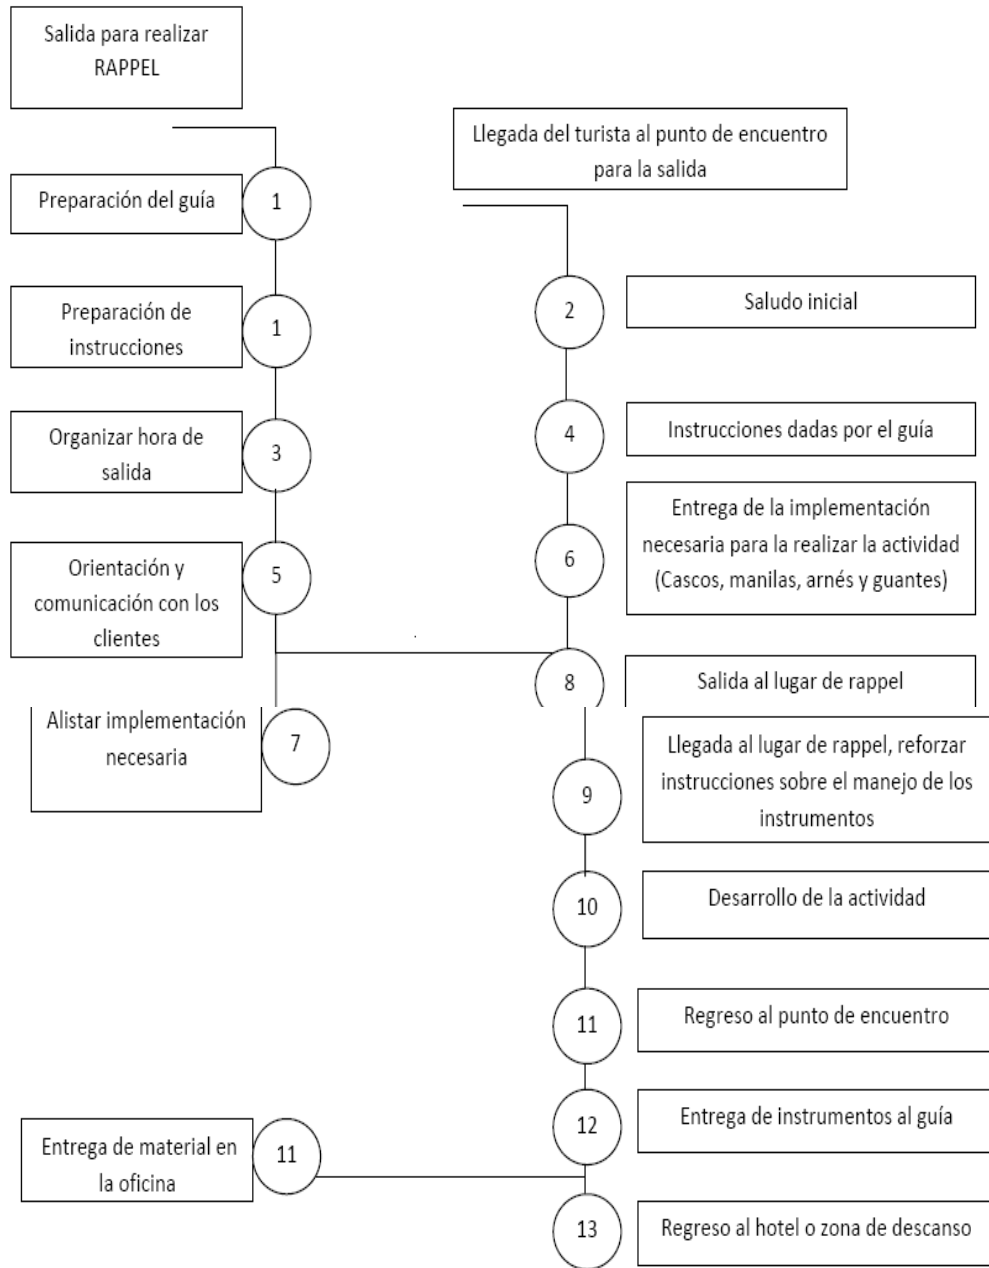 Salida para realizar
RAPPEL
Llegada del turista al punto de encuentro
para la salida
Preparación del guía
1
2
Saludo inicial
Preparación de
instrucciones
1
4
Instrucciones dadas por el guía
Organizar hora de
salida
3
Entrega de la implementación
necesaria para la realizar la actividad
(Cascos, manilas, arnés y guantes)
6
Orientación y
comunicación con los
clientes
5
8
Salida al lugar de rappel
Alistar implementación
necesaria
7
Llegada al lugar de rappel, reforzar
instrucciones sobre el manejo de los
instrumentos
9
10
Desarrollo de la actividad
11
Regreso al punto de encuentro
12
Entrega de instrumentos al guía
Entrega de material en
la oficina
11
13
Regreso al hotel o zona de descanso